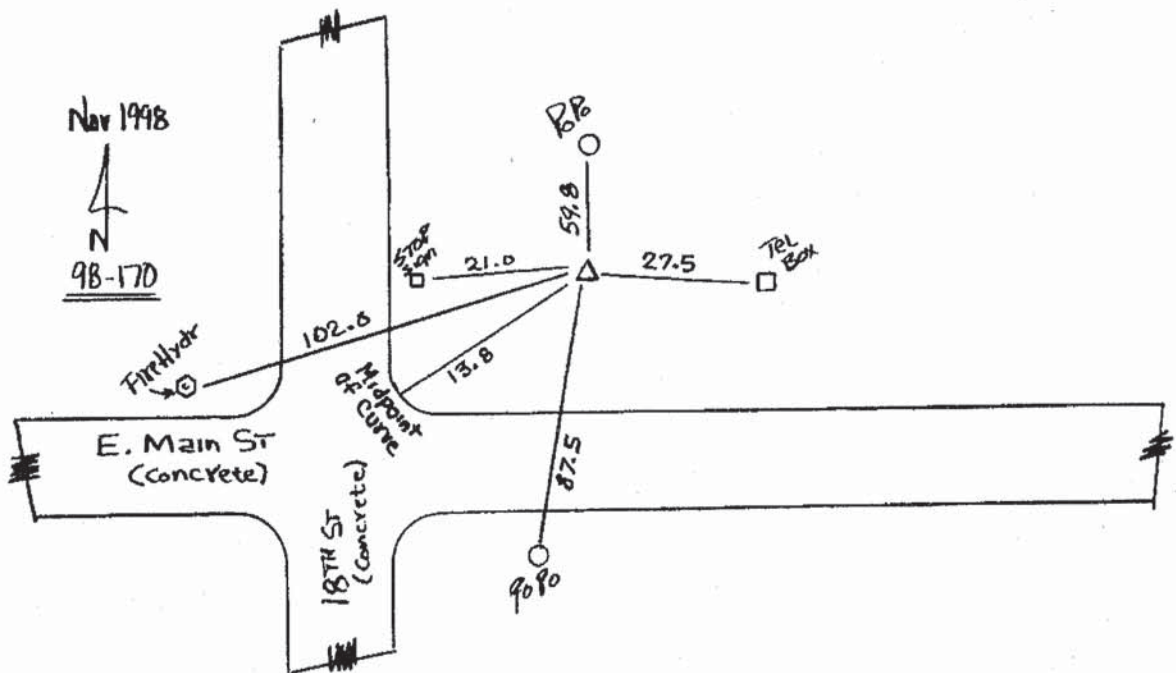 Nov 1998
N
98-170
PoPo
59.8
STOP
Sign
21.0
27.5
TEL
Box
102.8
13.8
Fire Hydr
Midpoint
of Curve
87.5
E. Main ST
(Concrete)
18TH ST
(Concrete)
PoPo